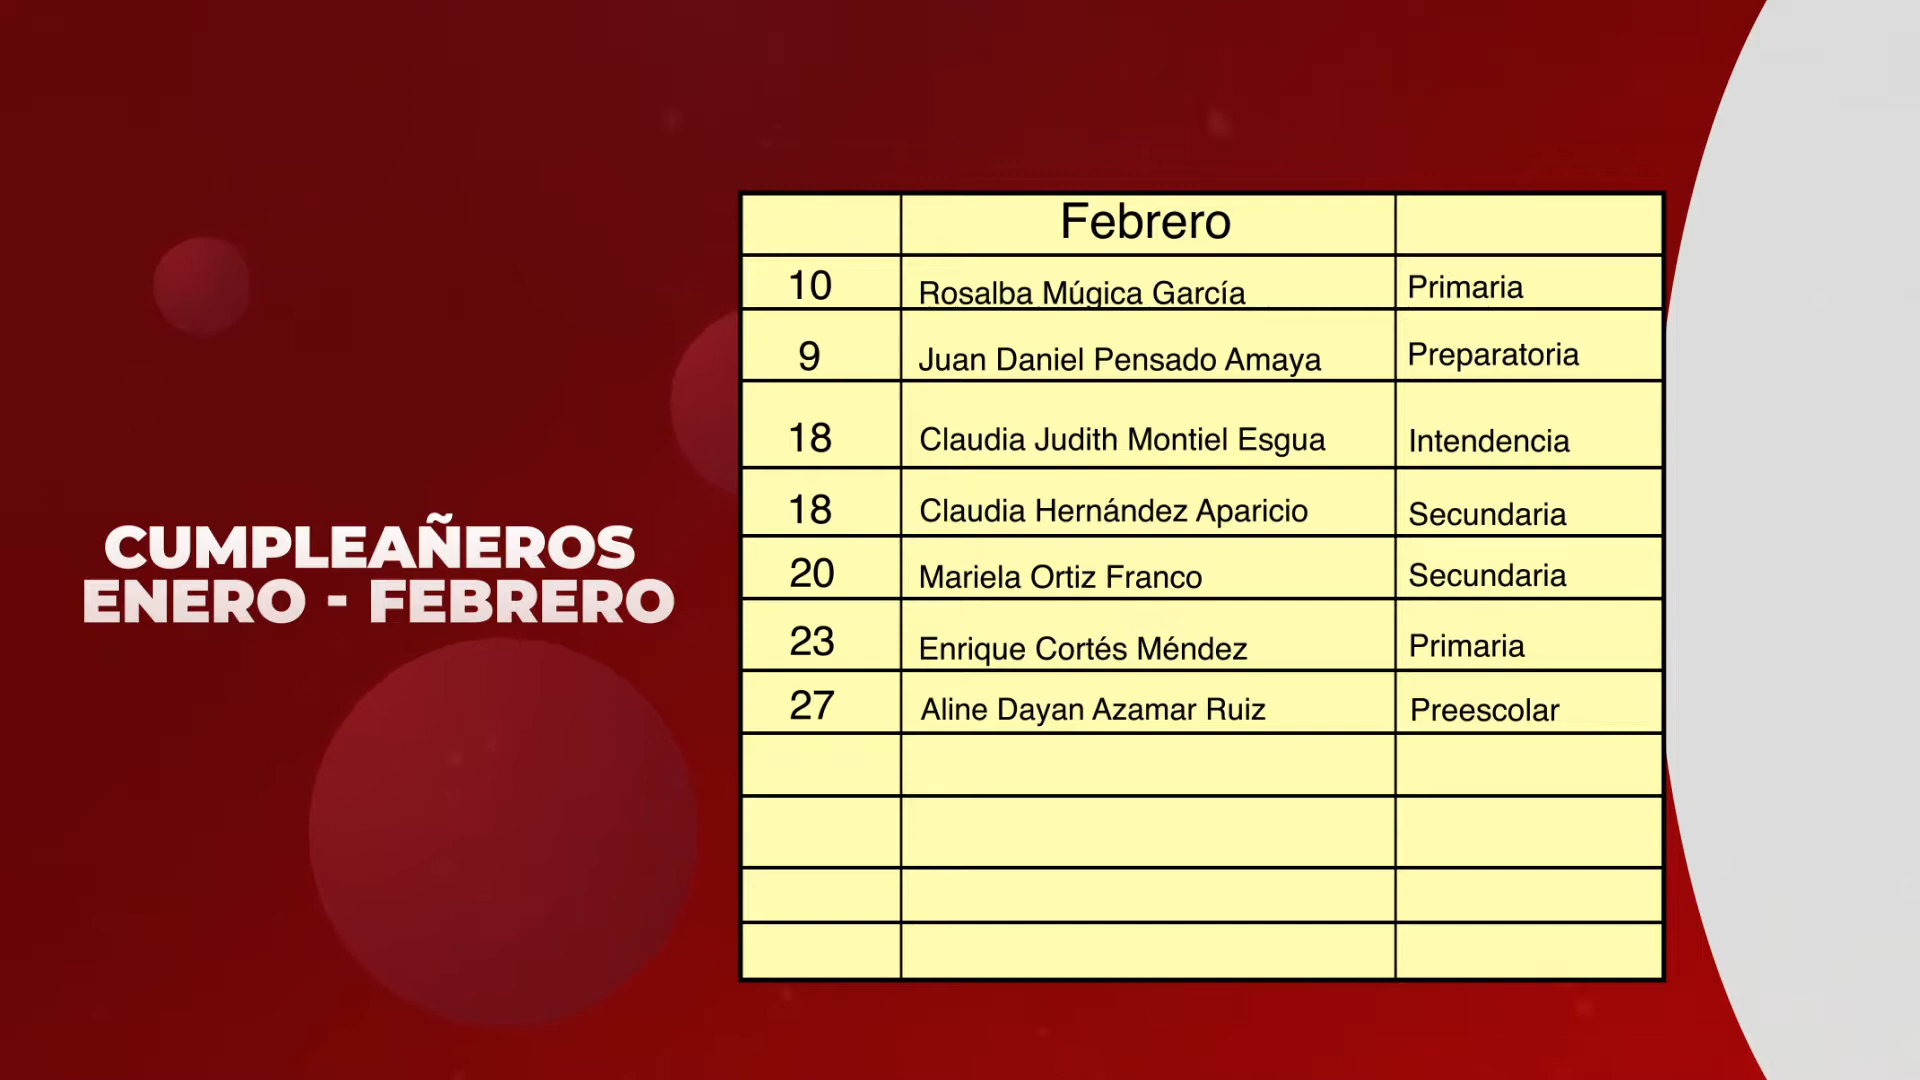 CUMPLEAÑEROS
ENERO - FEBRERO
Febrero
10 Rosalba Múgica García Primaria
9 Juan Daniel Pensado Amaya Preparatoria
18 Claudia Judith Montiel Esgua Intendencia
18 Claudia Hernández Aparicio Secundaria
20 Mariela Ortiz Franco Secundaria
23 Enrique Cortés Méndez Primaria
27 Aline Dayan Azamar Ruiz Preescolar